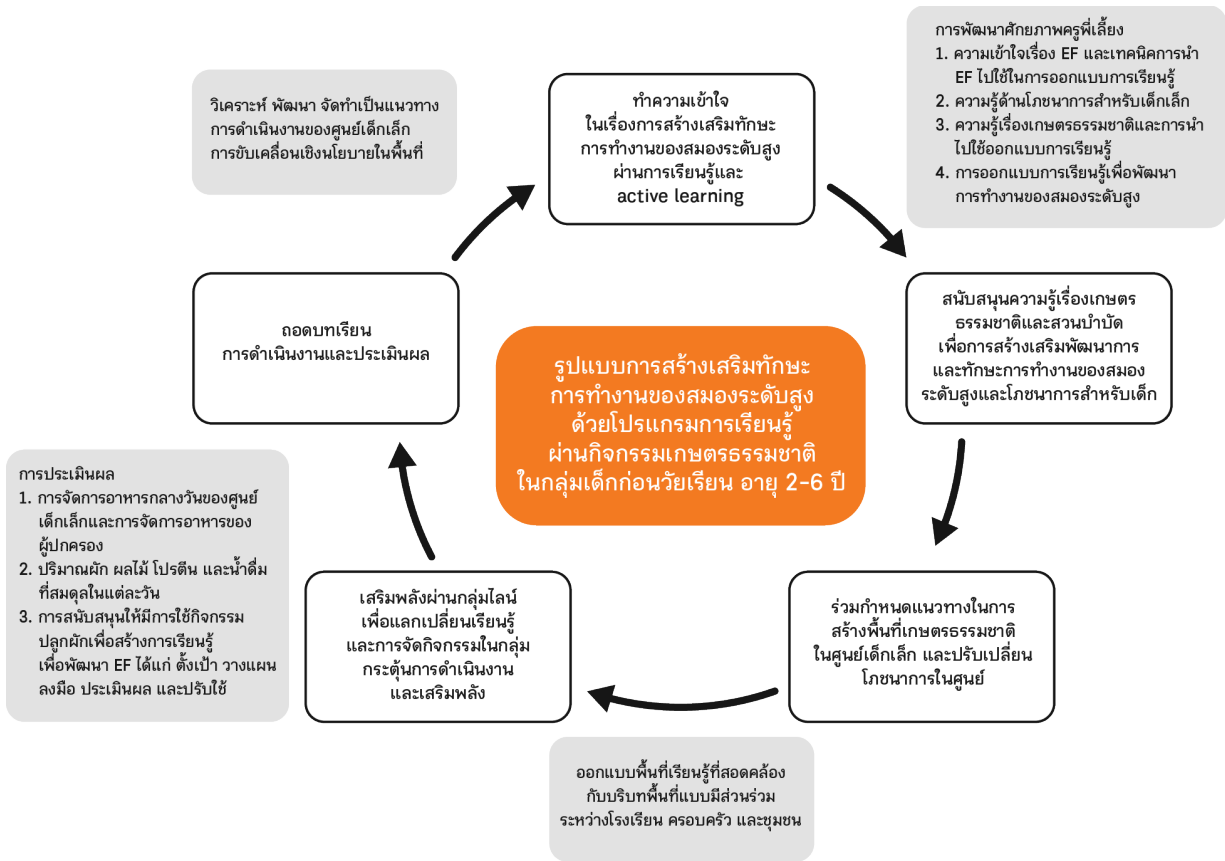 การพัฒนาศักยภาพครูพี่เลี้ยง
1. ความเข้าใจเรื่อง EF และเทคนิคการนำ
EF ไปใช้ในการออกแบบการเรียนรู้
2. ความรู้ด้านโภชนาการสำหรับเด็กเล็ก
3. ความรู้เรื่องเกษตรธรรมชาติและการนำ
ไปใช้ออกแบบการเรียนรู้
4. การออกแบบการเรียนรู้เพื่อพัฒนา
การทำงานของสมองระดับสูง
วิเคราะห์ พัฒนา จัดทำเป็นแนวทาง
การดำเนินงานของศูนย์เด็กเล็ก
การขับเคลื่อนเชิงนโยบายในพื้นที่
ทำความเข้าใจ
ในเรื่องการสร้างเสริมทักษะ
การทำงานของสมองระดับสูง
ผ่านการเรียนรู้และ
active learning
สนับสนุนความรู้เรื่องเกษตร
ธรรมชาติและสวนบำบัด
เพื่อการสร้างเสริมพัฒนาการ
และทักษะการทำงานของสมอง
ระดับสูงและโภชนาการสำหรับเด็ก
ถอดบทเรียน
การดำเนินงานและประเมินผล
รูปแบบการสร้างเสริมทักษะ
การทำงานของสมองระดับสูง
ด้วยโปรแกรมการเรียนรู้
ผ่านกิจกรรมเกษตรธรรมชาติ
ในกลุ่มเด็กก่อนวัยเรียน อายุ 2-6 ปี
การประเมินผล
1. การจัดการอาหารกลางวันของศูนย์
เด็กเล็กและการจัดการอาหารของ
ผู้ปกครอง
2. ปริมาณผัก ผลไม้ โปรตีน และน้ำดื่ม
ที่สมดุลในแต่ละวัน
3. การสนับสนุนให้มีการใช้กิจกรรม
ปลูกผักเพื่อสร้างการเรียนรู้
เพื่อพัฒนา EF ได้แก่ ตั้งเป้า วางแผน
ลงมือ ประเมินผล และปรับใช้
เสริมพลังผ่านกลุ่มไลน์
เพื่อแลกเปลี่ยนเรียนรู้
และการจัดกิจกรรมในกลุ่ม
กระตุ้นการดำเนินงาน
และเสริมพลัง
ร่วมกำหนดแนวทางในการ
สร้างพื้นที่เกษตรธรรมชาติ
ในศูนย์เด็กเล็ก และปรับเปลี่ยน
โภชนาการในศูนย์
ออกแบบพื้นที่เรียนรู้ที่สอดคล้อง
กับบริบทพื้นที่แบบมีส่วนร่วม
ระหว่างโรงเรียน ครอบครัว และชุมชน